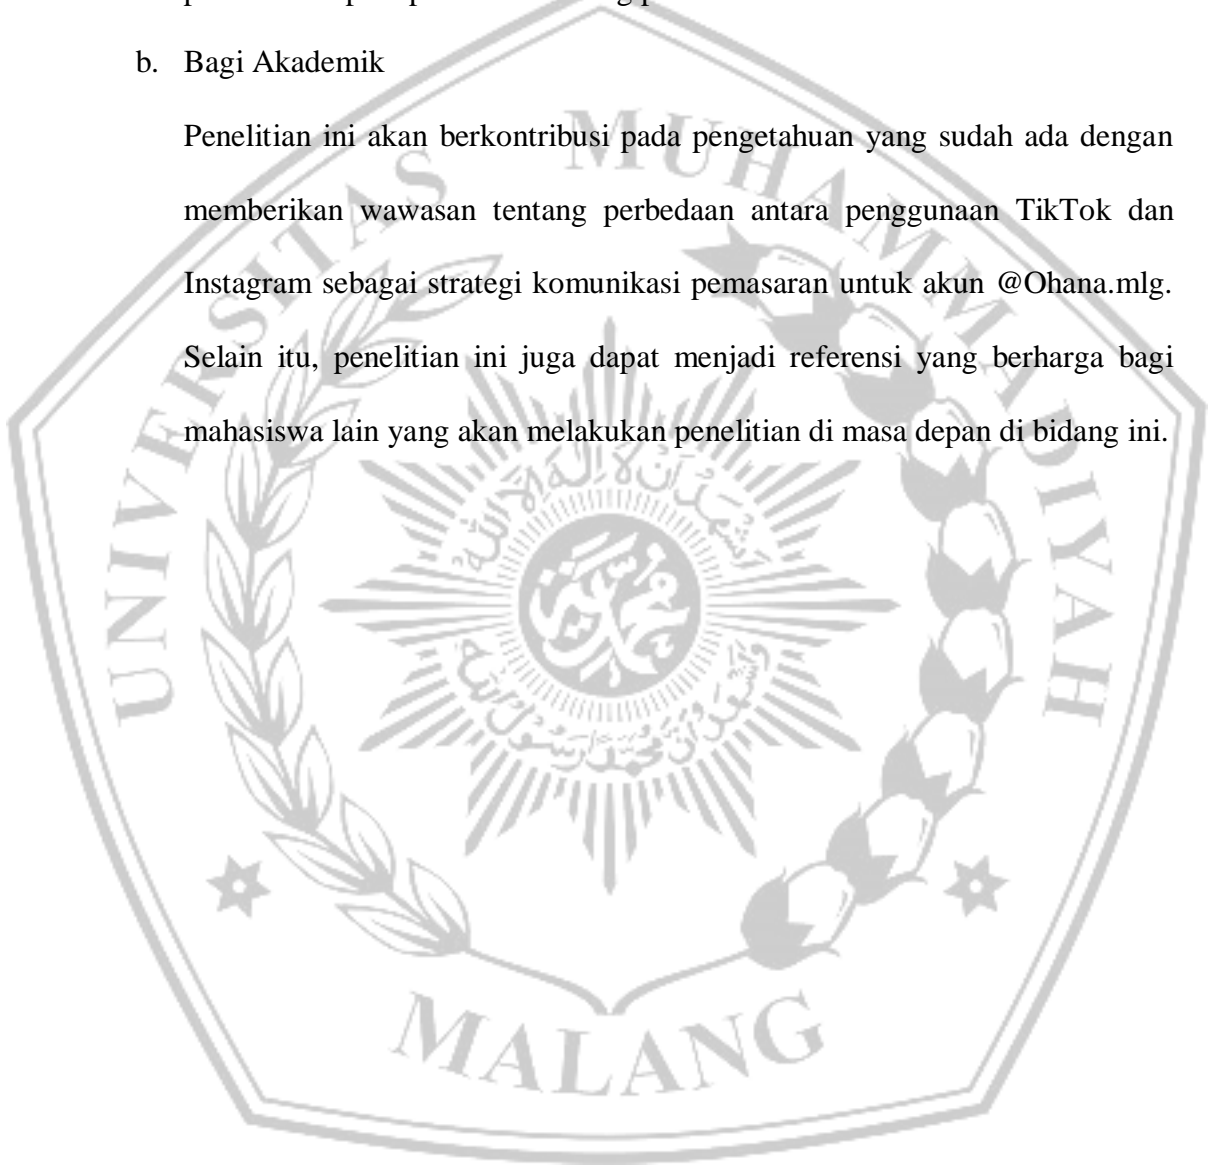 b. Bagi Akademik
Penelitian ini akan berkontribusi pada pengetahuan yang sudah ada dengan
memberikan wawasan tentang perbedaan antara penggunaan TikTok dan
Instagram sebagai strategi komunikasi pemasaran untuk akun @Ohana.mlg.
Selain itu, penelitian ini juga dapat menjadi referensi yang berharga bagi
mahasiswa lain yang akan melakukan penelitian di masa depan di bidang ini.
UNIVERSITAS MUHAMMADIYAH
MALANG